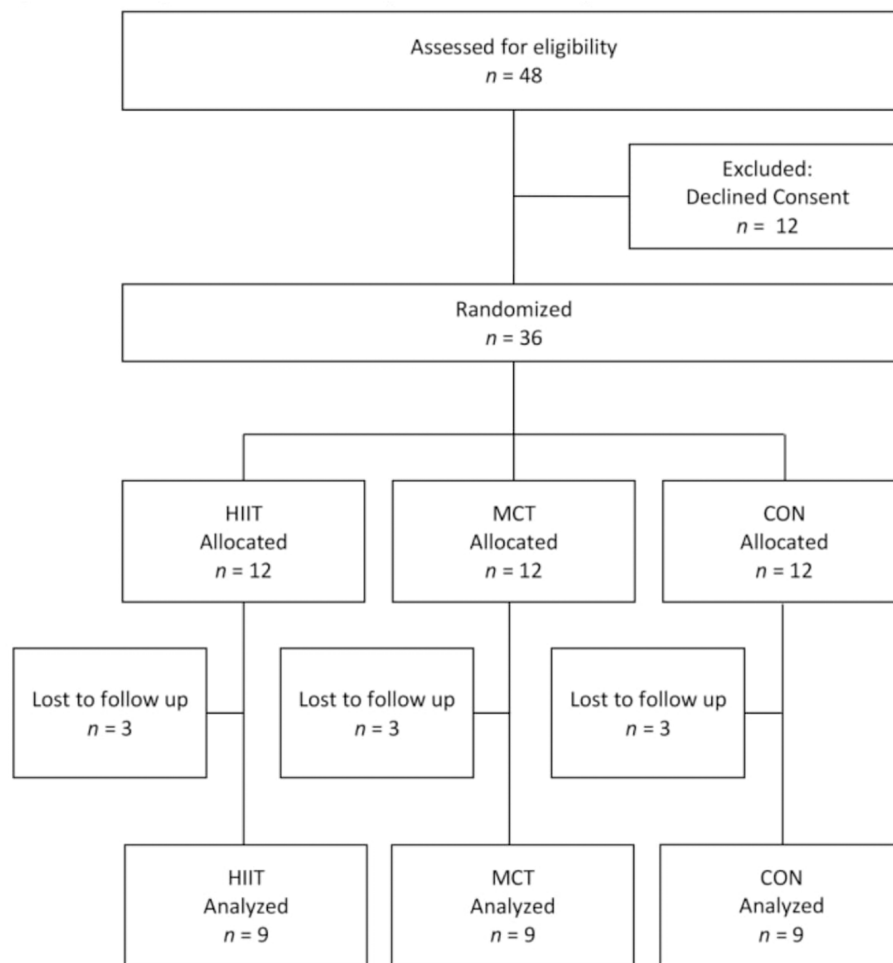 Assessed for eligibility
n = 48
Excluded:
Declined Consent
n = 12
Randomized
n = 36
HIIT
Allocated
n = 12
MCT
Allocated
n = 12
CON
Allocated
n = 12
Lost to follow up
n = 3
Lost to follow up
n = 3
Lost to follow up
n = 3
HIIT
Analyzed
n = 9
MCT
Analyzed
n = 9
CON
Analyzed
n = 9